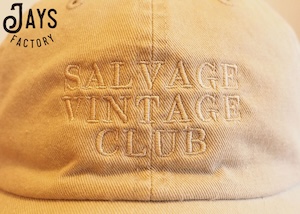 JAYS
FACTORY
SALVAGE
VINTAGE
CLUB